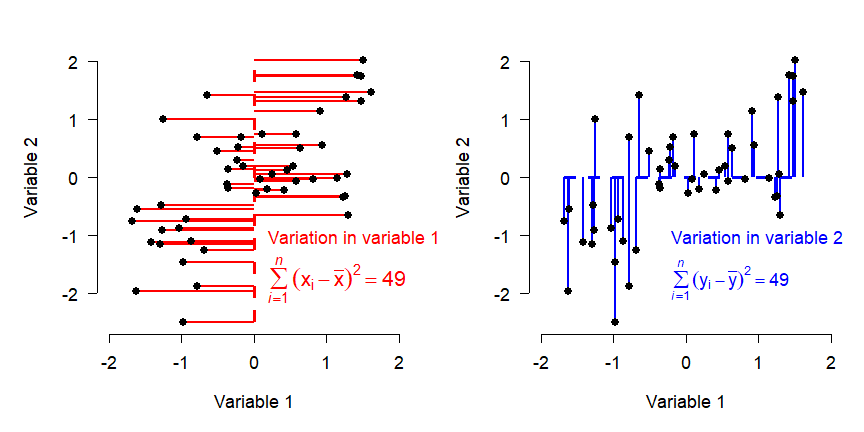 Variable 2
2
1
0
-1
-2
Variation in variable 1
n
∑ (xᵢ − x̅)² = 49
i=1
-2 -1 0 1 2
Variable 1
Variable 2
2
1
0
-1
-2
Variation in variable 2
n
∑ (yᵢ − y̅)² = 49
i=1
-2 -1 0 1 2
Variable 1